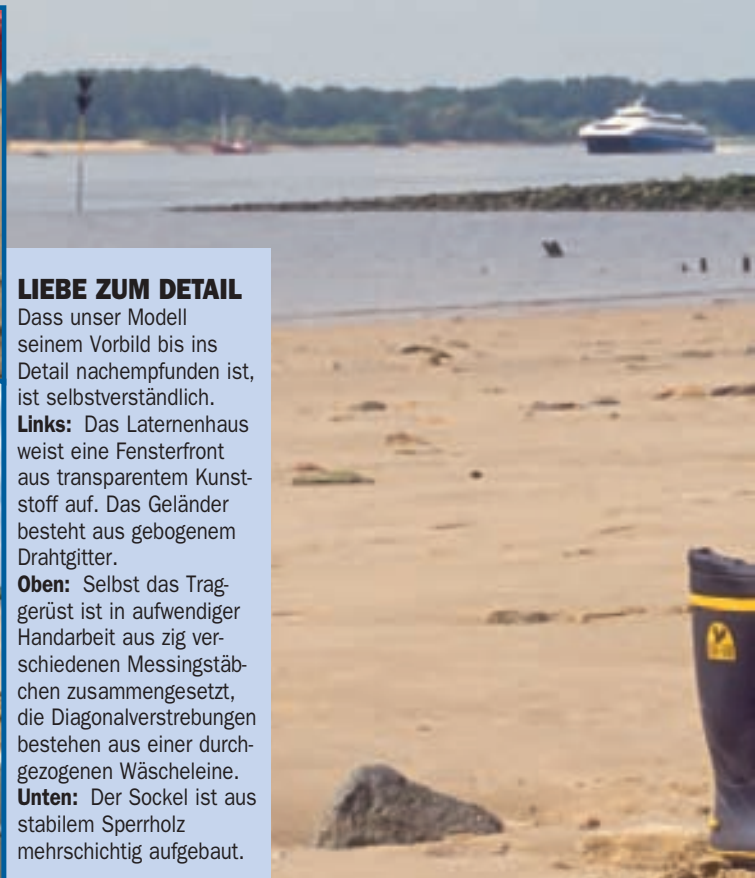 LIEBE ZUM DETAIL
Dass unser Modell
seinem Vorbild bis ins
Detail nachempfunden ist,
ist selbstverständlich.
Links: Das Laternenhaus
weist eine Fensterfront
aus transparentem Kunst-
stoff auf. Das Geländer
besteht aus gebogenem
Drahtgitter.
Oben: Selbst das Trag-
gerüst ist in aufwendiger
Handarbeit aus zig ver-
schiedenen Messingstäb-
chen zusammengesetzt,
die Diagonalverstrebungen
bestehen aus einer durch-
gezogenen Wäscheleine.
Unten: Der Sockel ist aus
stabilem Sperrholz
mehrschichtig aufgebaut.